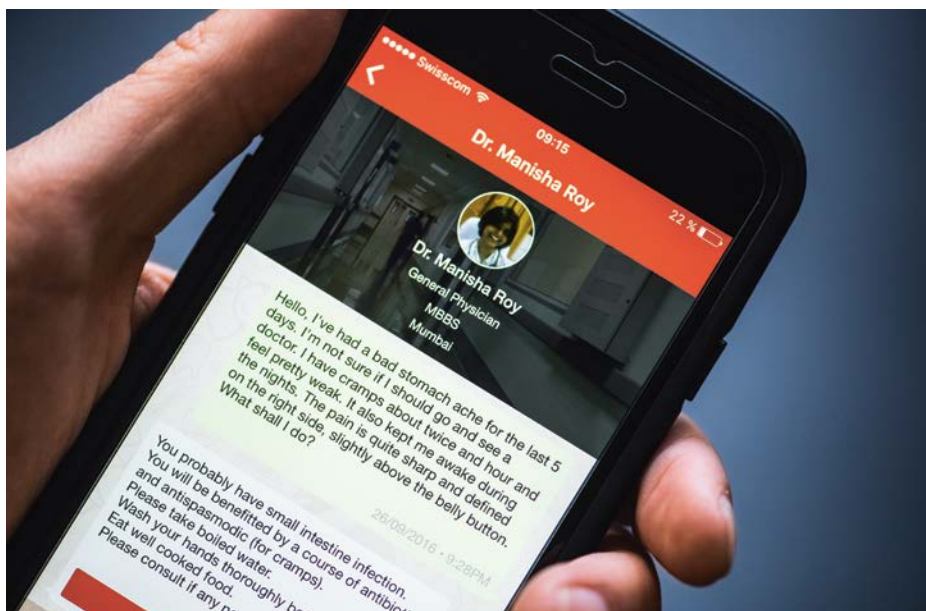 Swisscom
09:15
22 %
Dr. Manisha Roy
Dr. Manisha Roy
General Physician
MBBS
Mumbai
Hello, I've had a bad stomach ache for the last 5
days. I'm not sure if I should go and see a
doctor. I have cramps about twice and hour and
feel pretty weak. It also kept me awake during
the nights. The pain is quite sharp and defined
on the right side, slightly above the belly button.
What shall I do?
26/09/2016 • 9:28PM
You probably have small intestine infection.
You will be benefitted by a course of
and antispasmodic (for cramps).
Please take boiled water.
Wash your hands thoroughly
Eat well cooked food.
Please consult if any